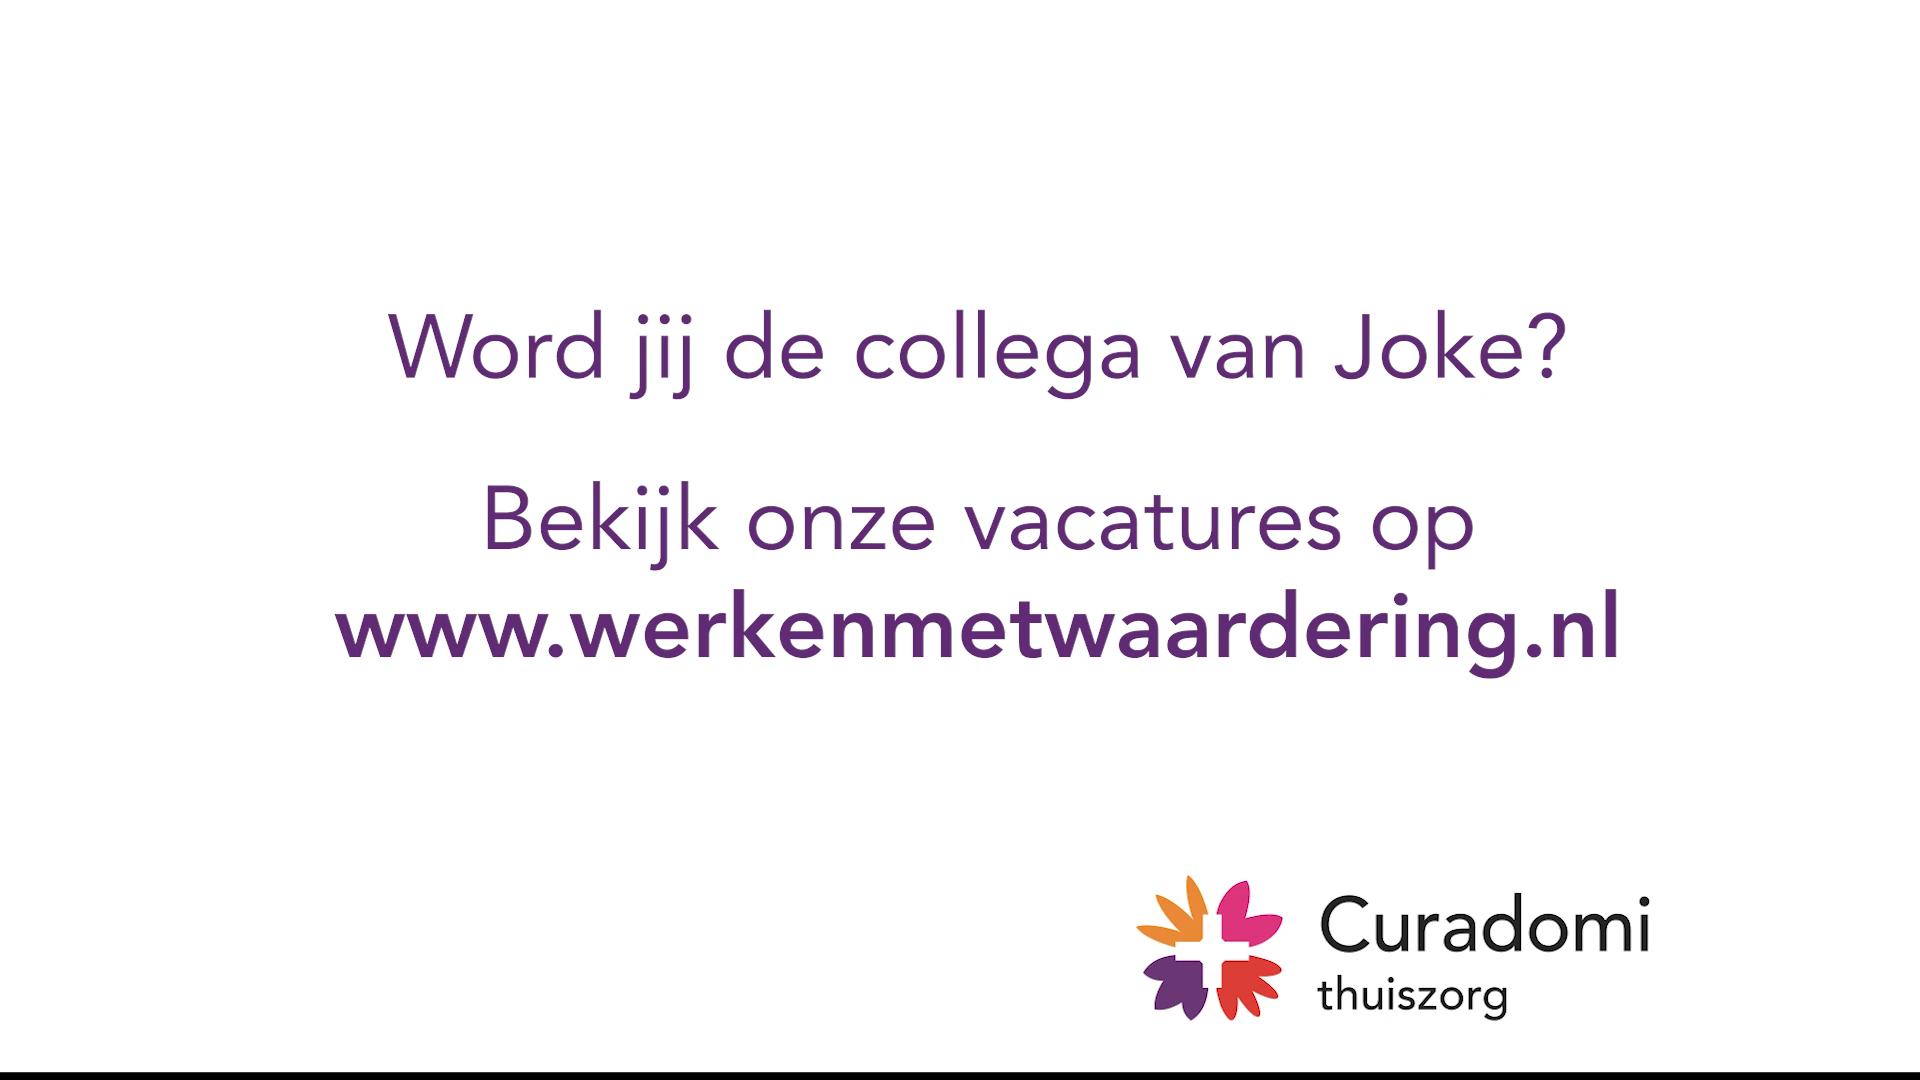 Word jij de collega van Joke?
Bekijk onze vacatures op
www.werkenmetwaardering.nl
Curadomi
thuiszorg